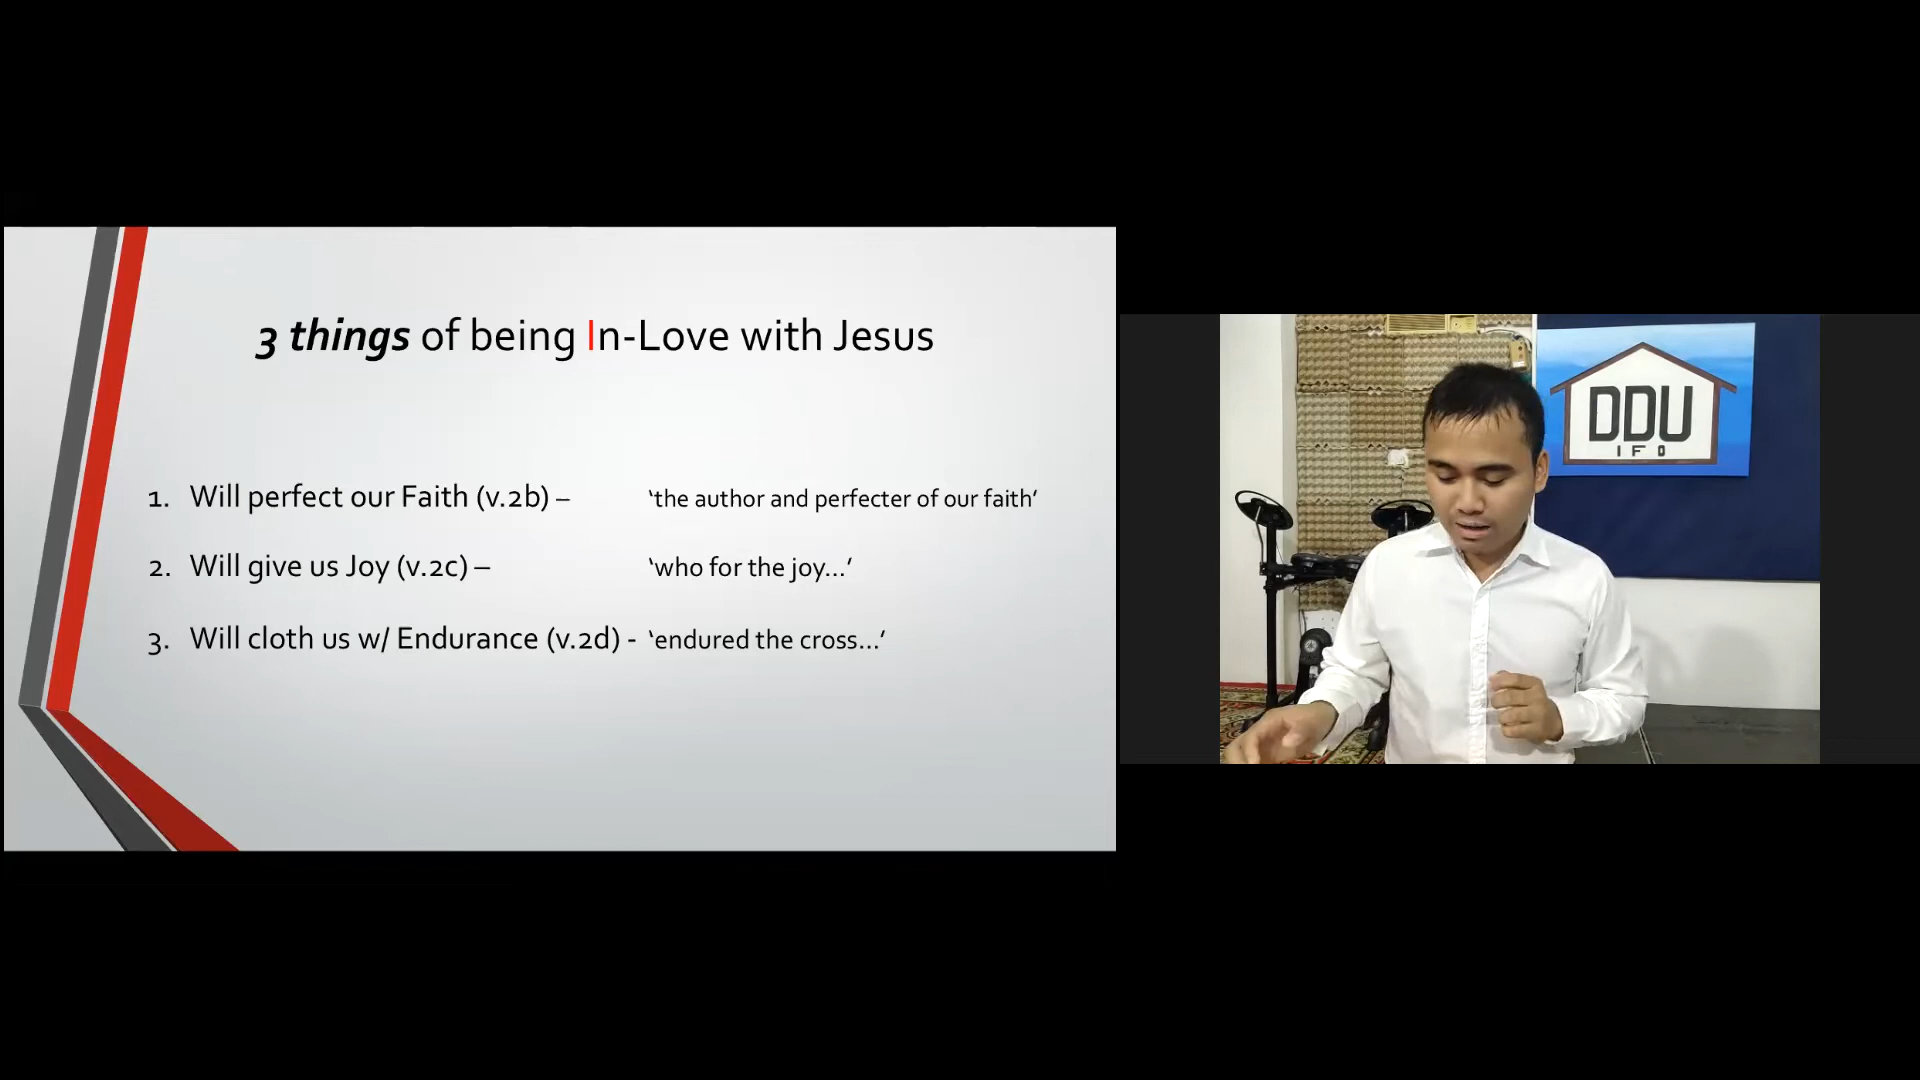 3 things of being In-Love with Jesus
1. Will perfect our Faith (v.2b) – ‘the author and perfecter of our faith’
2. Will give us Joy (v.2c) – ‘who for the joy...’
3. Will cloth us w/ Endurance (v.2d) - ‘endured the cross...’
DDU
IFO